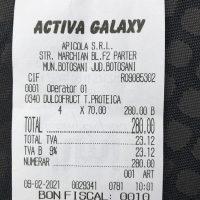 ACTIVA GALAXY
APICOLA S.R.L.
STR. MARCHIAN BL.F2 PARTER
MUN.BOTOSANI JUD.BOTOSANI
CIF RO9085302
0001 Operator 01
0340 DULCOFRUCT T.PROTEICA
4 X 70.00 280.00 B
TOTAL 280.00
TOTAL TVA 23.12
TVA B 9% 23.12
NUMERAR 280.00
001 ART
09-02-2021 0029341 0781 10:01
BON FISCAL: 0010